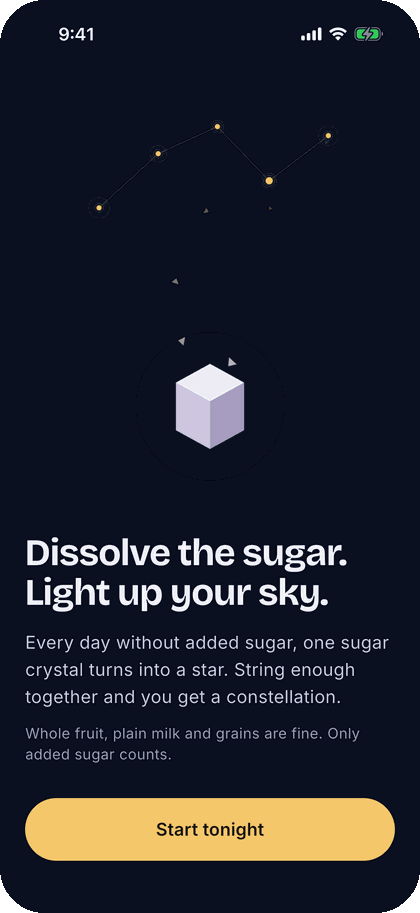 9:41
Dissolve the sugar.
Light up your sky.
Every day without added sugar, one sugar
crystal turns into a star. String enough
together and you get a constellation.
Whole fruit, plain milk and grains are fine. Only
added sugar counts.
Start tonight